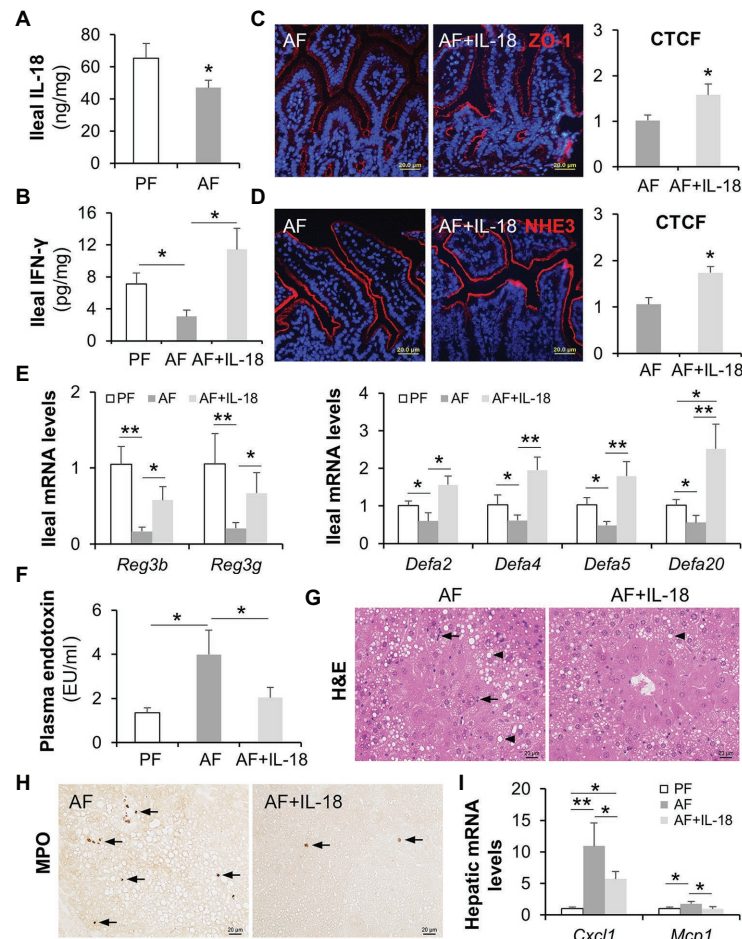 A
Ileal IL-18
(ng/mg)
80
60
40
20
0
*
PF
AF
C
AF
20.0 μm
AF+IL-18 ZO-1
20.0 μm
CTCF
3
2
1
0
*
AF AF+IL-18
B
Ileal IFN-γ
(pg/mg)
16
12
8
4
0
*
*
PF AF AF+IL-18
D
AF
20.0 μm
AF+IL-18 NHE3
20.0 μm
CTCF
3
2
1
0
*
AF AF+IL-18
E
Ileal mRNA levels
2
1
0
PF AF AF+IL-18
**
*
**
*
Reg3b Reg3g
Ileal mRNA levels
4
3
2
1
0
PF AF AF+IL-18
*
*
*
**
*
**
*
**
*
Defa2 Defa4 Defa5 Defa20
F
Plasma endotoxin
(EU/ml)
6
4
2
0
*
*
PF AF AF+IL-18
G
AF AF+IL-18
H&E
20 μm
20 μm
H
MPO
AF
20 μm
AF+IL-18
20 μm
I
Hepatic mRNA
levels
20
15
10
5
0
PF
AF
AF+IL-18
*
**
*
*
*
Cxcl1 Mcp1